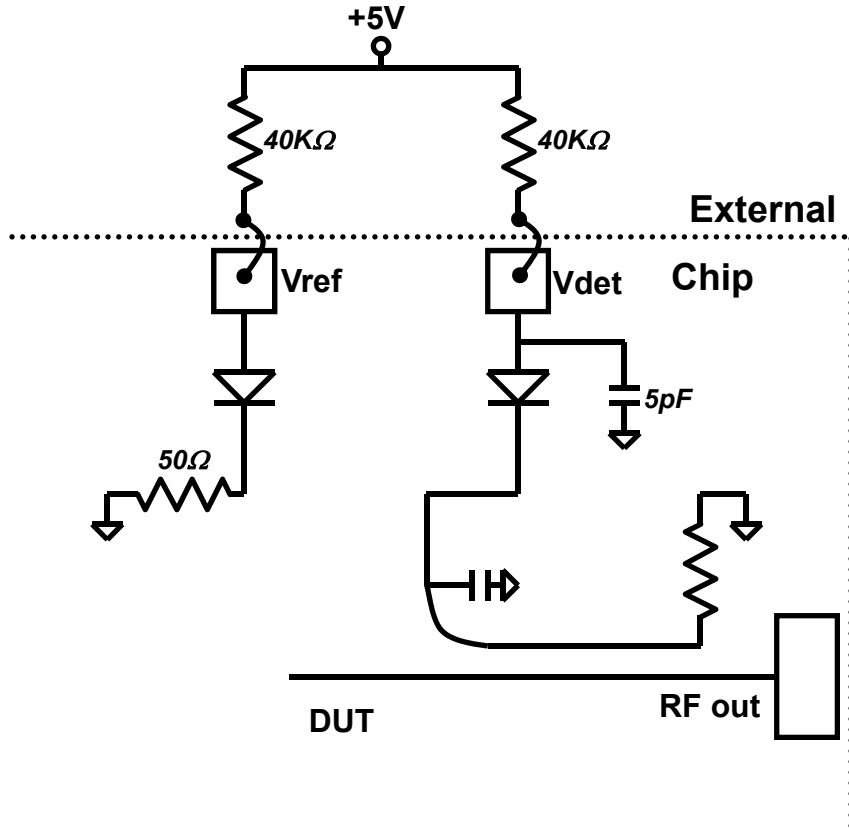 +5V
40KΩ
40KΩ
External
Vref
Vdet
Chip
5pF
50Ω
RF out
DUT